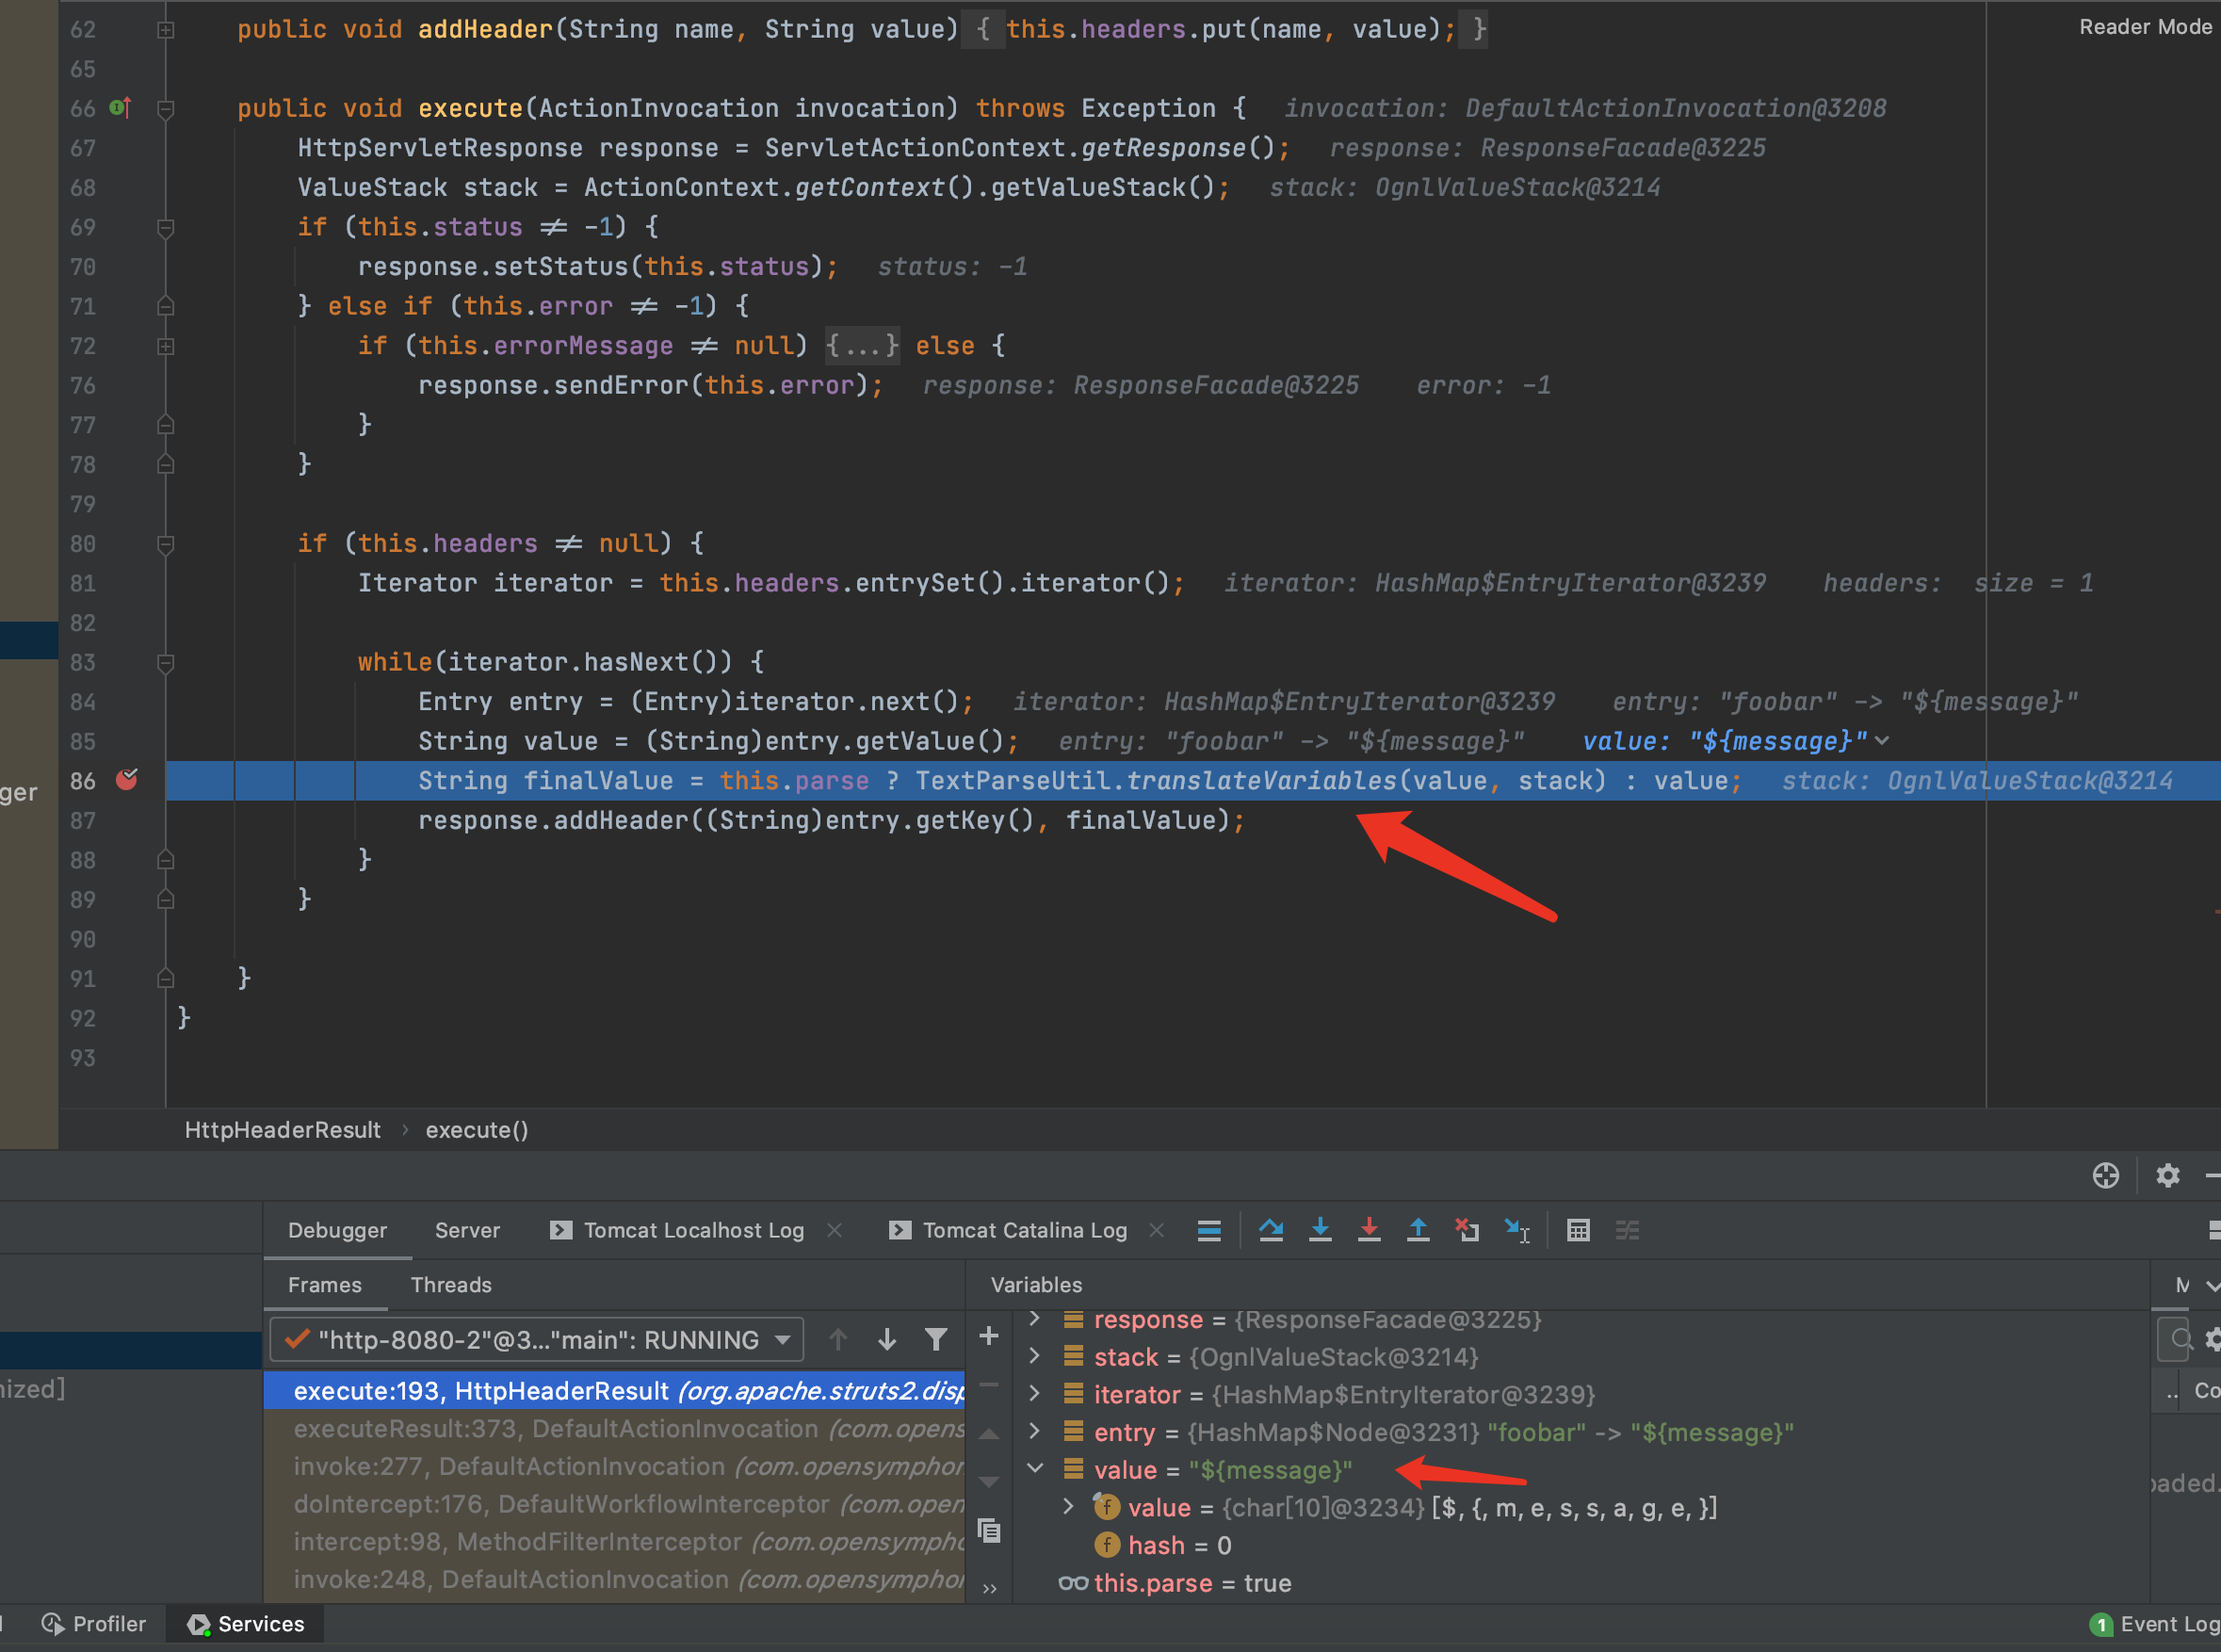 62 public void addHeader(String name, String value) { this.headers.put(name, value); }
Reader Mode
65
66 public void execute(ActionInvocation invocation) throws Exception { invocation: DefaultActionInvocation@3208
67 HttpServletResponse response = ServletActionContext.getResponse(); response: ResponseFacade@3225
68 ValueStack stack = ActionContext.getContext().getValueStack(); stack: OgnlValueStack@3214
69 if (this.status ≠ -1) {
70 response.setStatus(this.status); status: -1
71 } else if (this.error ≠ -1) {
72 if (this.errorMessage ≠ null) {...} else {
76 response.sendError(this.error); response: ResponseFacade@3225 error: -1
77 }
78 }
79
80 if (this.headers ≠ null) {
81 Iterator iterator = this.headers.entrySet().iterator(); iterator: HashMap$EntryIterator@3239 headers: size = 1
82
83 while(iterator.hasNext()) {
84 Entry entry = (Entry)iterator.next(); iterator: HashMap$EntryIterator@3239 entry: "foobar" -> "${message}"
85 String value = (String)entry.getValue(); entry: "foobar" -> "${message}" value: "${message}"
86 String finalValue = this.parse ? TextParseUtil.translateVariables(value, stack) : value; stack: OgnlValueStack@3214
ger
87 response.addHeader((String)entry.getKey(), finalValue);
88 }
89 }
90
91 }
92 }
93
HttpHeaderResult › execute()
Debugger Server Tomcat Localhost Log Tomcat Catalina Log
Frames Threads
"http-8080-2"@3..."main": RUNNING
ized]
execute:193, HttpHeaderResult (org.apache.struts2.disp
executeResult:373, DefaultActionInvocation (com.opens
invoke:277, DefaultActionInvocation (com.opensymphon
doIntercept:176, DefaultWorkflowInterceptor (com.open
intercept:98, MethodFilterInterceptor (com.opensympho
invoke:248, DefaultActionInvocation (com.opensymphon
Variables
response = {ResponseFacade@3225}
stack = {OgnlValueStack@3214}
iterator = {HashMap$EntryIterator@3239}
entry = {HashMap$Node@3231} "foobar" -> "${message}"
value = "${message}"
value = {char[10]@3234} [$, {, m, e, s, s, a, g, e, }]
hash = 0
this.parse = true
M
.. Co
oaded.
Profiler Services
1 Event Log